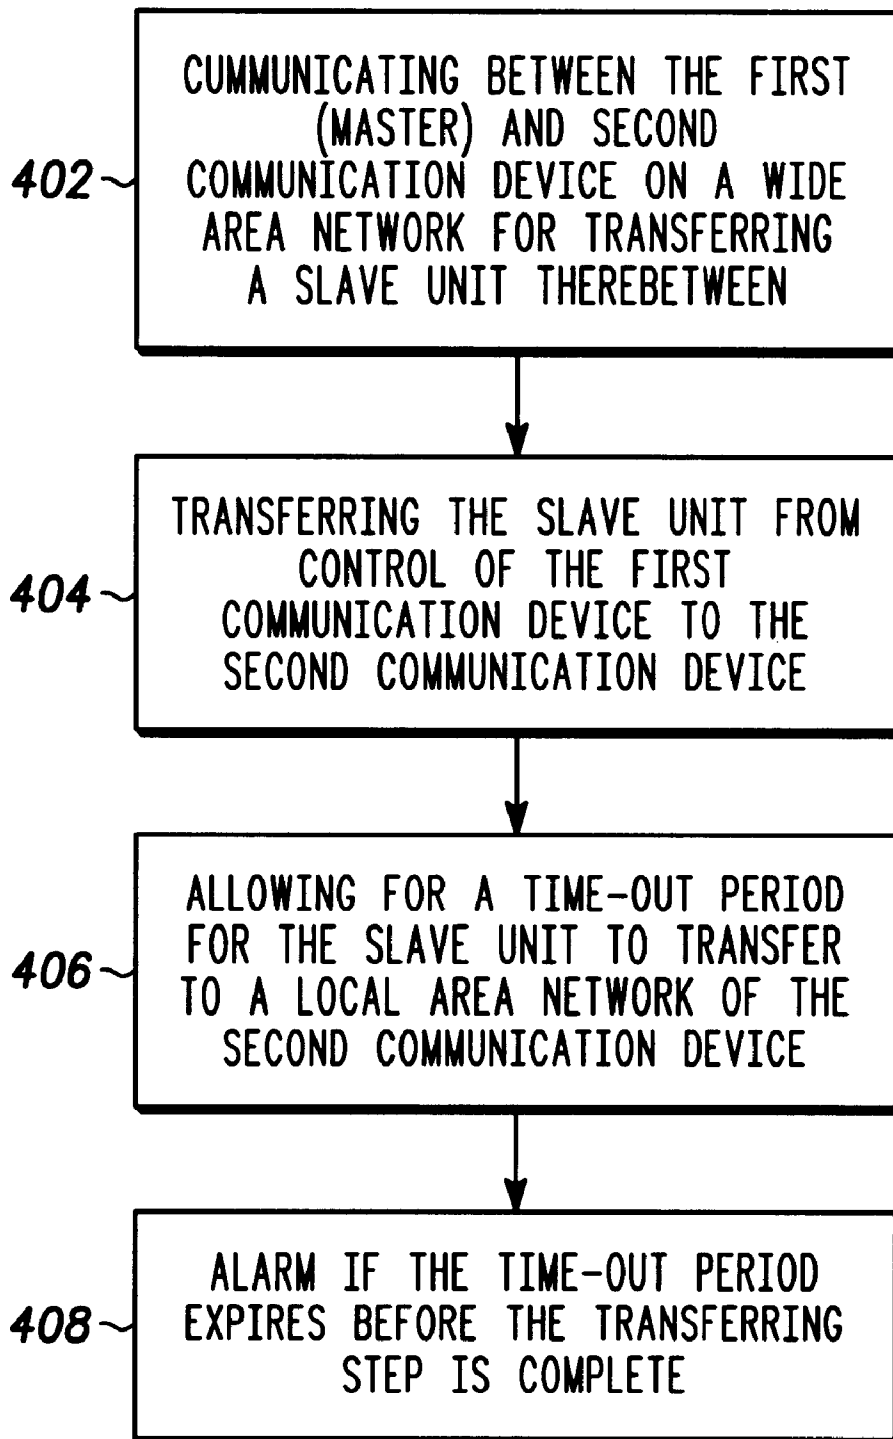 CUMMUNICATING BETWEEN THE FIRST
(MASTER) AND SECOND
402
COMMUNICATION DEVICE ON A WIDE
AREA NETWORK FOR TRANSFERRING
A SLAVE UNIT THEREBETWEEN
TRANSFERRING THE SLAVE UNIT FROM
CONTROL OF THE FIRST
404
COMMUNICATION DEVICE TO THE
SECOND COMMUNICATION DEVICE
ALLOWING FOR A TIME-OUT PERIOD
FOR THE SLAVE UNIT TO TRANSFER
406
TO A LOCAL AREA NETWORK OF THE
SECOND COMMUNICATION DEVICE
ALARM IF THE TIME-OUT PERIOD
408
EXPIRES BEFORE THE TRANSFERRING
STEP IS COMPLETE